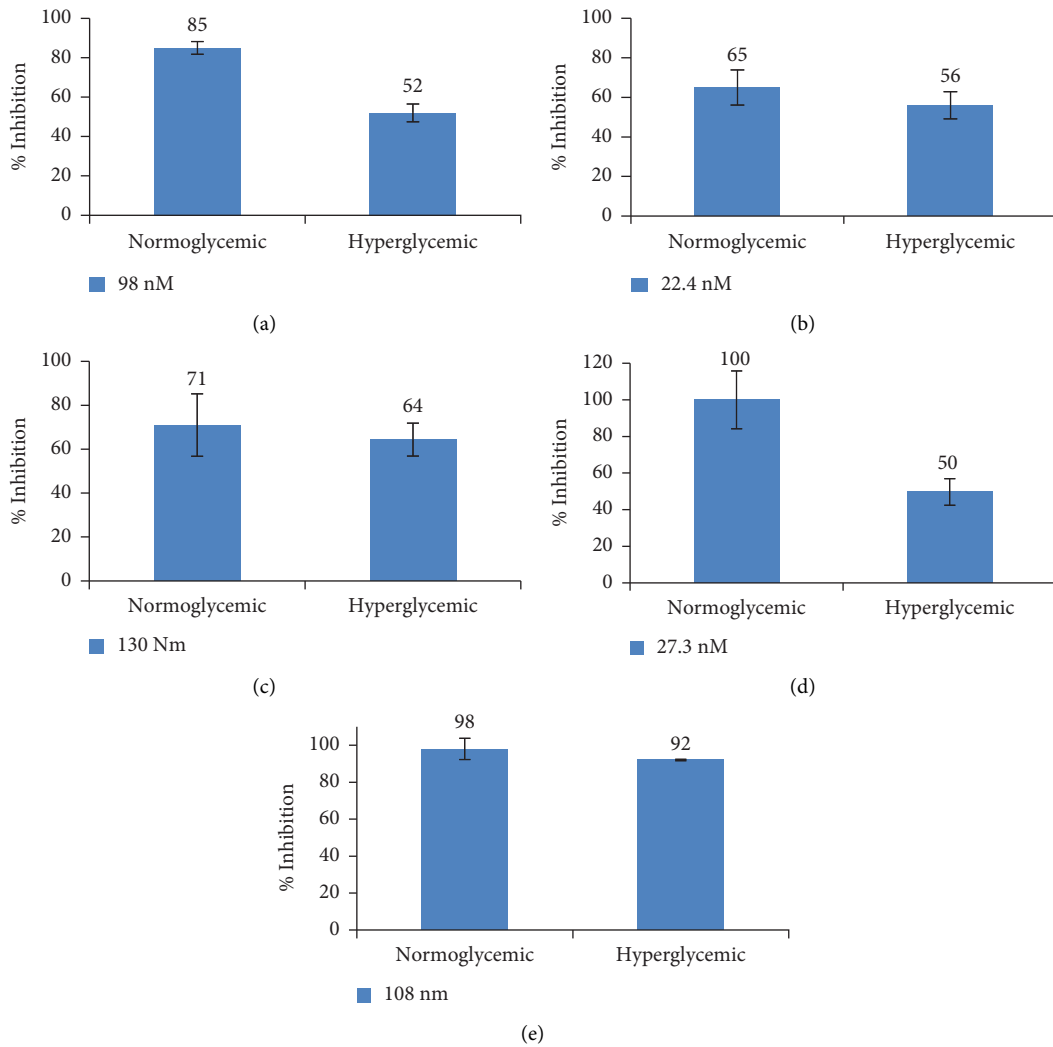 100
80
60
40
20
0
% Inhibition
85
52
Normoglycemic
Hyperglycemic
98 nM
(a)
100
80
60
40
20
0
% Inhibition
65
56
Normoglycemic
Hyperglycemic
22.4 nM
(b)
100
80
60
40
20
0
% Inhibition
71
64
Normoglycemic
Hyperglycemic
130 Nm
(c)
120
100
80
60
40
20
0
% Inhibition
100
50
Normoglycemic
Hyperglycemic
27.3 nM
(d)
100
80
60
40
20
0
% Inhibition
98
92
Normoglycemic
Hyperglycemic
108 nm
(e)